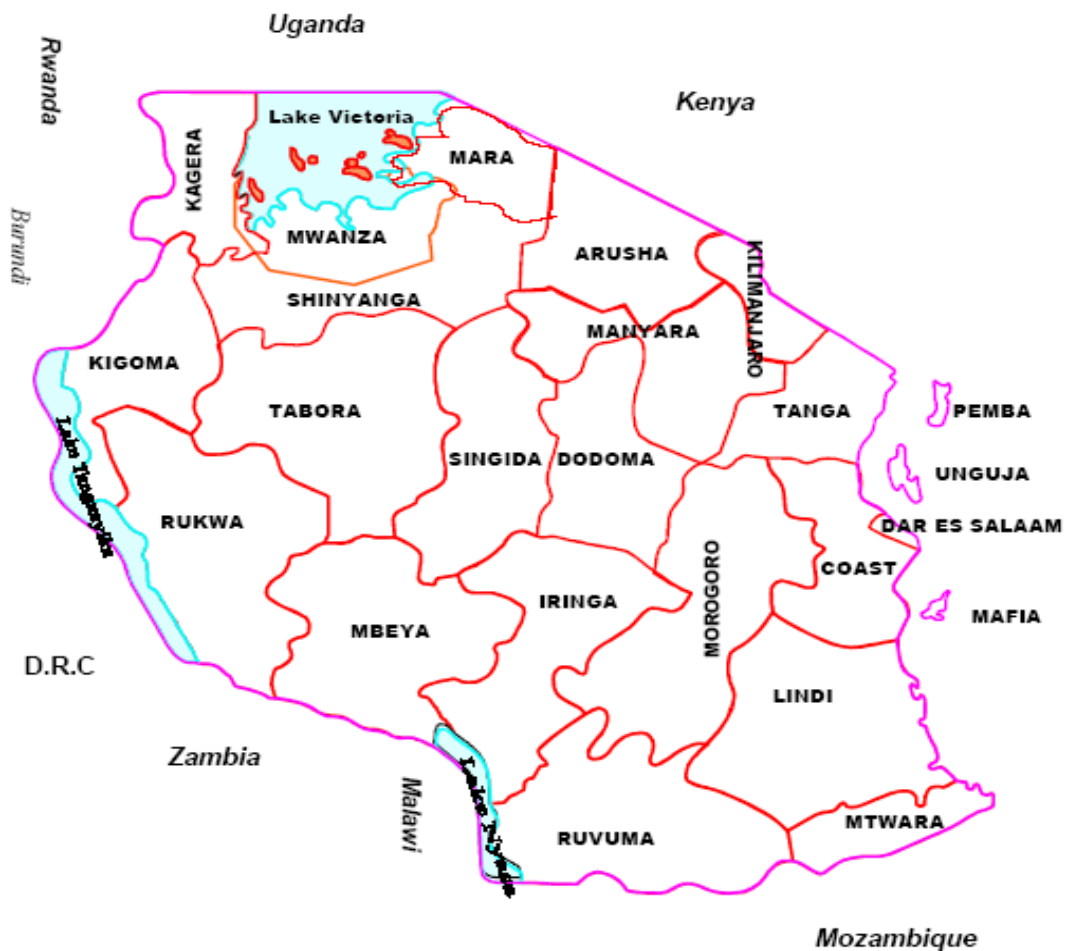 Uganda
Rwanda
Kenya
Lake Victoria
MARA
KAGERA
Burundi
MWANZA
ARUSHA
KILIMANJARO
SHINYANGA
MANYARA
KIGOMA
TABORA
TANGA
PEMBA
Lake Tanganyika
SINGIDA
DODOMA
UNGUJA
RUKWA
DAR ES SALAAM
COAST
IRINGA
MOROGORO
MBEYA
MAFIA
D.R.C
LINDI
Zambia
Malawi
Lake Nyasa
MTWARA
RUVUMA
Mozambique